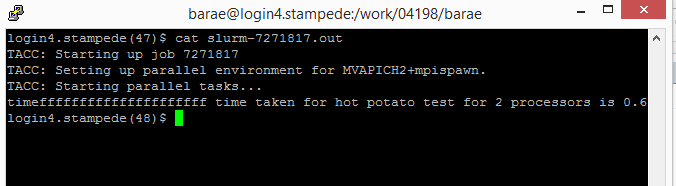 barae@login4.stampede:/work/04198/barae
login4.stampede(47)$ cat slurm-7271817.out
TACC: Starting up job 7271817
TACC: Setting up parallel environment for MVAPICH2+mpispawn.
TACC: Starting parallel tasks...
timefffffffffffffffffffff time taken for hot potato test for 2 processors is 0.6
login4.stampede(48)$